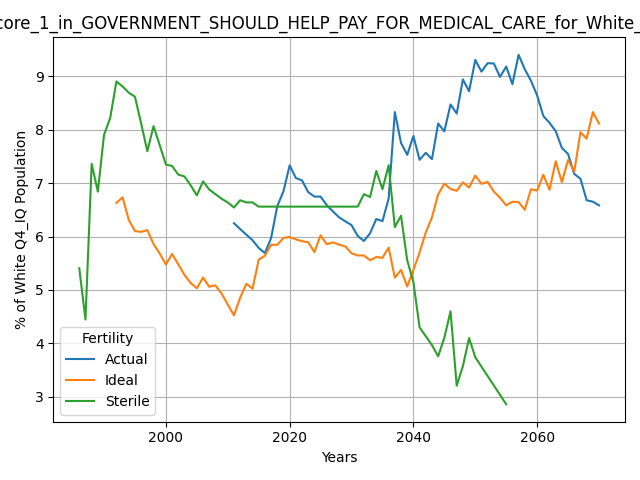 core_1_in_GOVERNMENT_SHOULD_HELP_PAY_FOR_MEDICAL_CARE_for_White_
% of White Q4_IQ Population
9
8
7
6
5
4
3
Fertility
Actual
Ideal
Sterile
2000 2020 2040 2060
Years